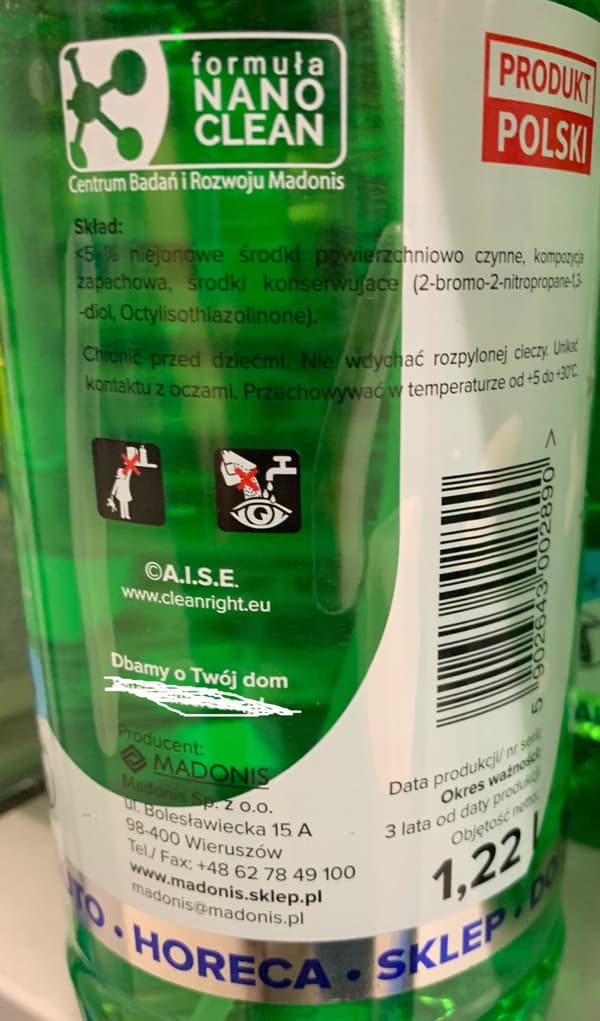 formuła
NANO
CLEAN
Centrum Badań i Rozwoju Madonis
PRODUKT
POLSKI
Skład:
<5 % niejonowe środki powierzchniowo czynne, kompozycja
zapachowa, środki konserwujące (2-bromo-2-nitropropane-1,3-
-diol, Octylisothiazolinone).
Chronić przed dziećmi. Nie wdychać rozpylonej cieczy. Unikać
kontaktu z oczami. Przechowywać w temperaturze od +5 do +30°C.
©A.I.S.E.
www.cleanright.eu
Dbamy o Twój dom
Producent:
MADONIS
Madonis Sp. z o.o.
ul. Bolesławiecka 15 A
98-400 Wieruszów
Tel./ Fax: +48 62 78 49 100
www.madonis.sklep.pl
madonis@madonis.pl
5 902643 002890 >
Data produkcji/ nr serii:
Okres ważności:
3 lata od daty produkcji
Objętość netto:
1,22 l
• HORECA • SKLEP •